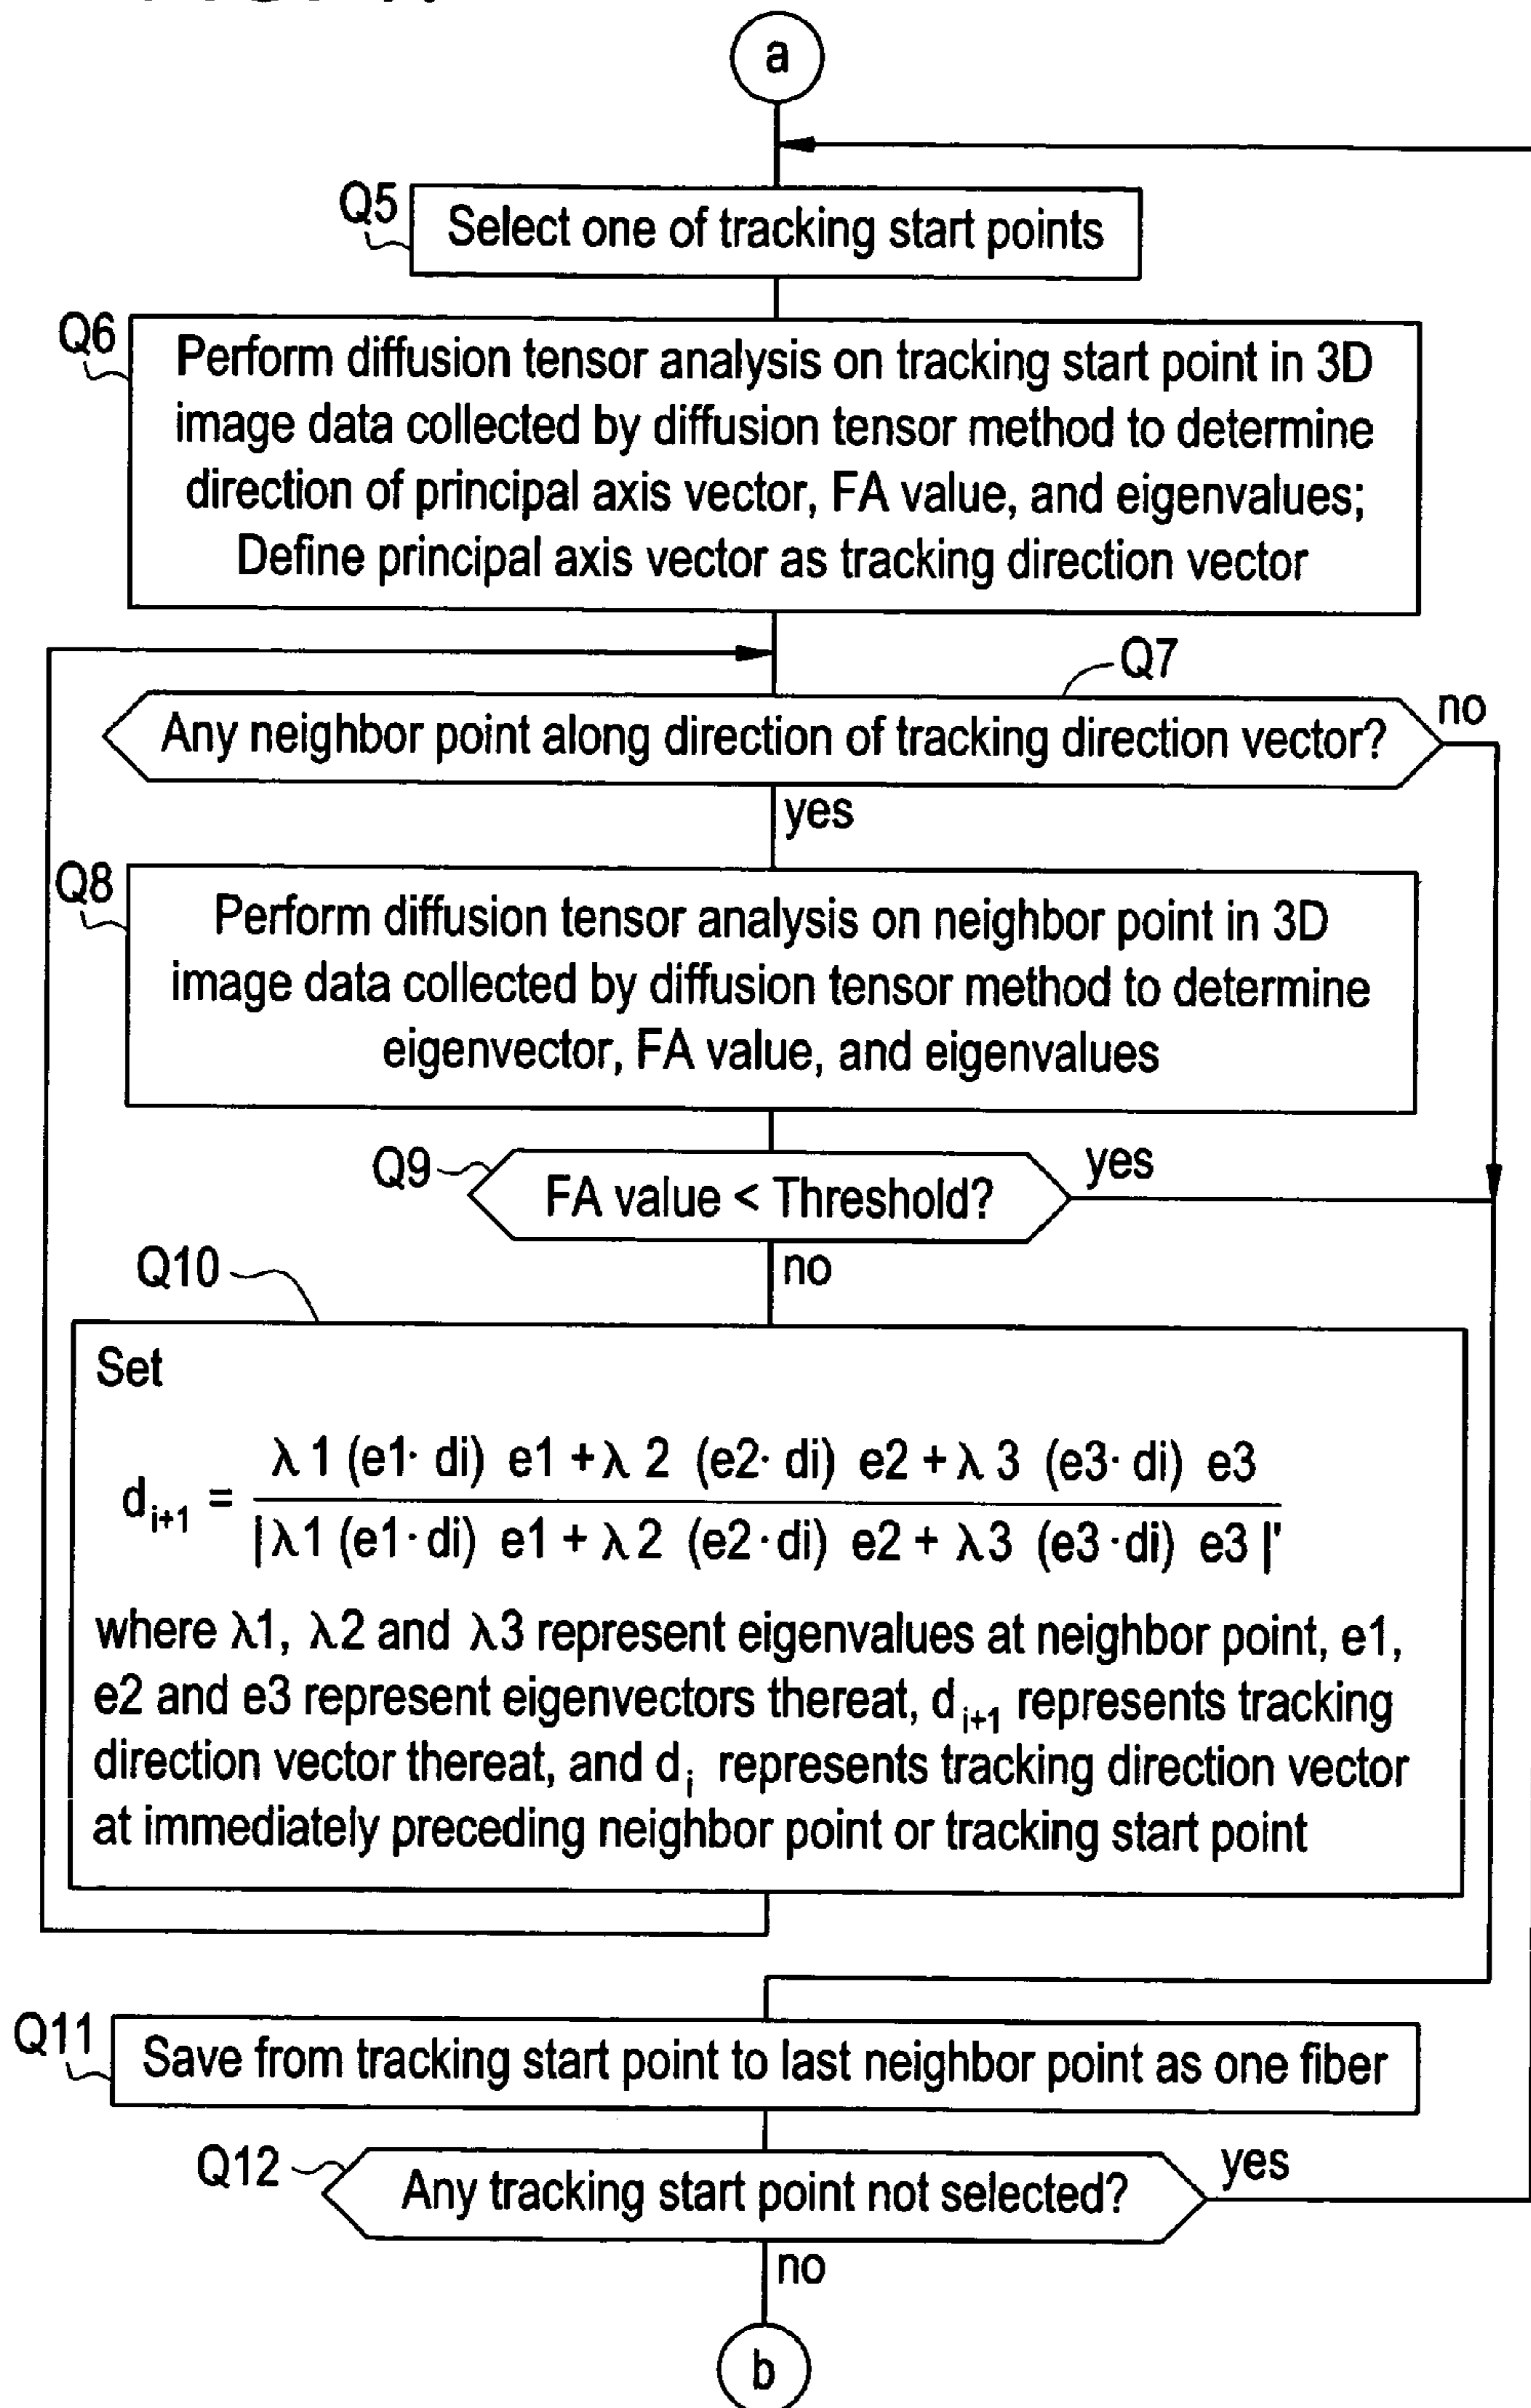 a
Q5
Select one of tracking start points
Q6
Perform diffusion tensor analysis on tracking start point in 3D
image data collected by diffusion tensor method to determine
direction of principal axis vector, FA value, and eigenvalues;
Define principal axis vector as tracking direction vector
Q7
Any neighbor point along direction of tracking direction vector?
no
yes
Q8
Perform diffusion tensor analysis on neighbor point in 3D
image data collected by diffusion tensor method to determine
eigenvector, FA value, and eigenvalues
Q9
FA value < Threshold?
yes
no
Q10
Set
λ1 (e1· di) e1 + λ2 (e2· di) e2 + λ3 (e3· di) e3
d_{i+1} =
|λ1 (e1·di) e1 + λ2 (e2·di) e2 + λ3 (e3·di) e3|'
where λ1, λ2 and λ3 represent eigenvalues at neighbor point, e1,
e2 and e3 represent eigenvectors thereat, d_{i+1} represents tracking
direction vector thereat, and d_i represents tracking direction vector
at immediately preceding neighbor point or tracking start point
Q11
Save from tracking start point to last neighbor point as one fiber
Q12
Any tracking start point not selected?
yes
no
b